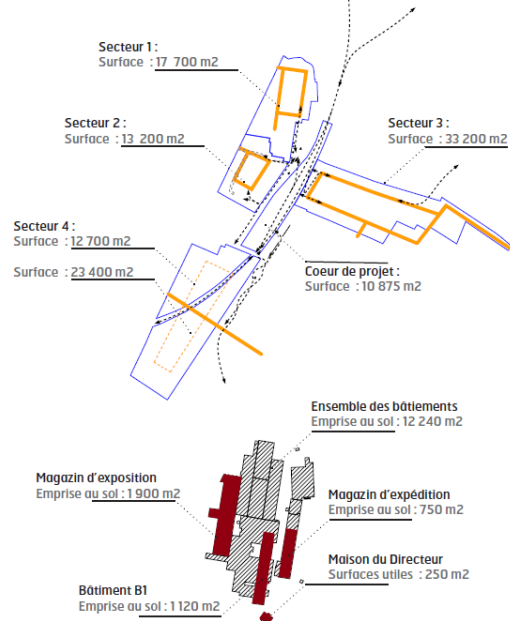 Secteur 1 :
Surface : 17 700 m2
Secteur 2 :
Surface : 13 200 m2
Secteur 3 :
Surface : 33 200 m2
Secteur 4 :
Surface : 12 700 m2
Surface : 23 400 m2
Coeur de projet :
Surface : 10 875 m2
Ensemble des bâtiements
Emprise au sol : 12 240 m2
Magazin d'exposition
Emprise au sol : 1 900 m2
Magazin d'expédition
Emprise au sol : 750 m2
Maison du Directeur
Surfaces utiles : 250 m2
Bâtiment B1
Emprise au sol : 1 120 m2